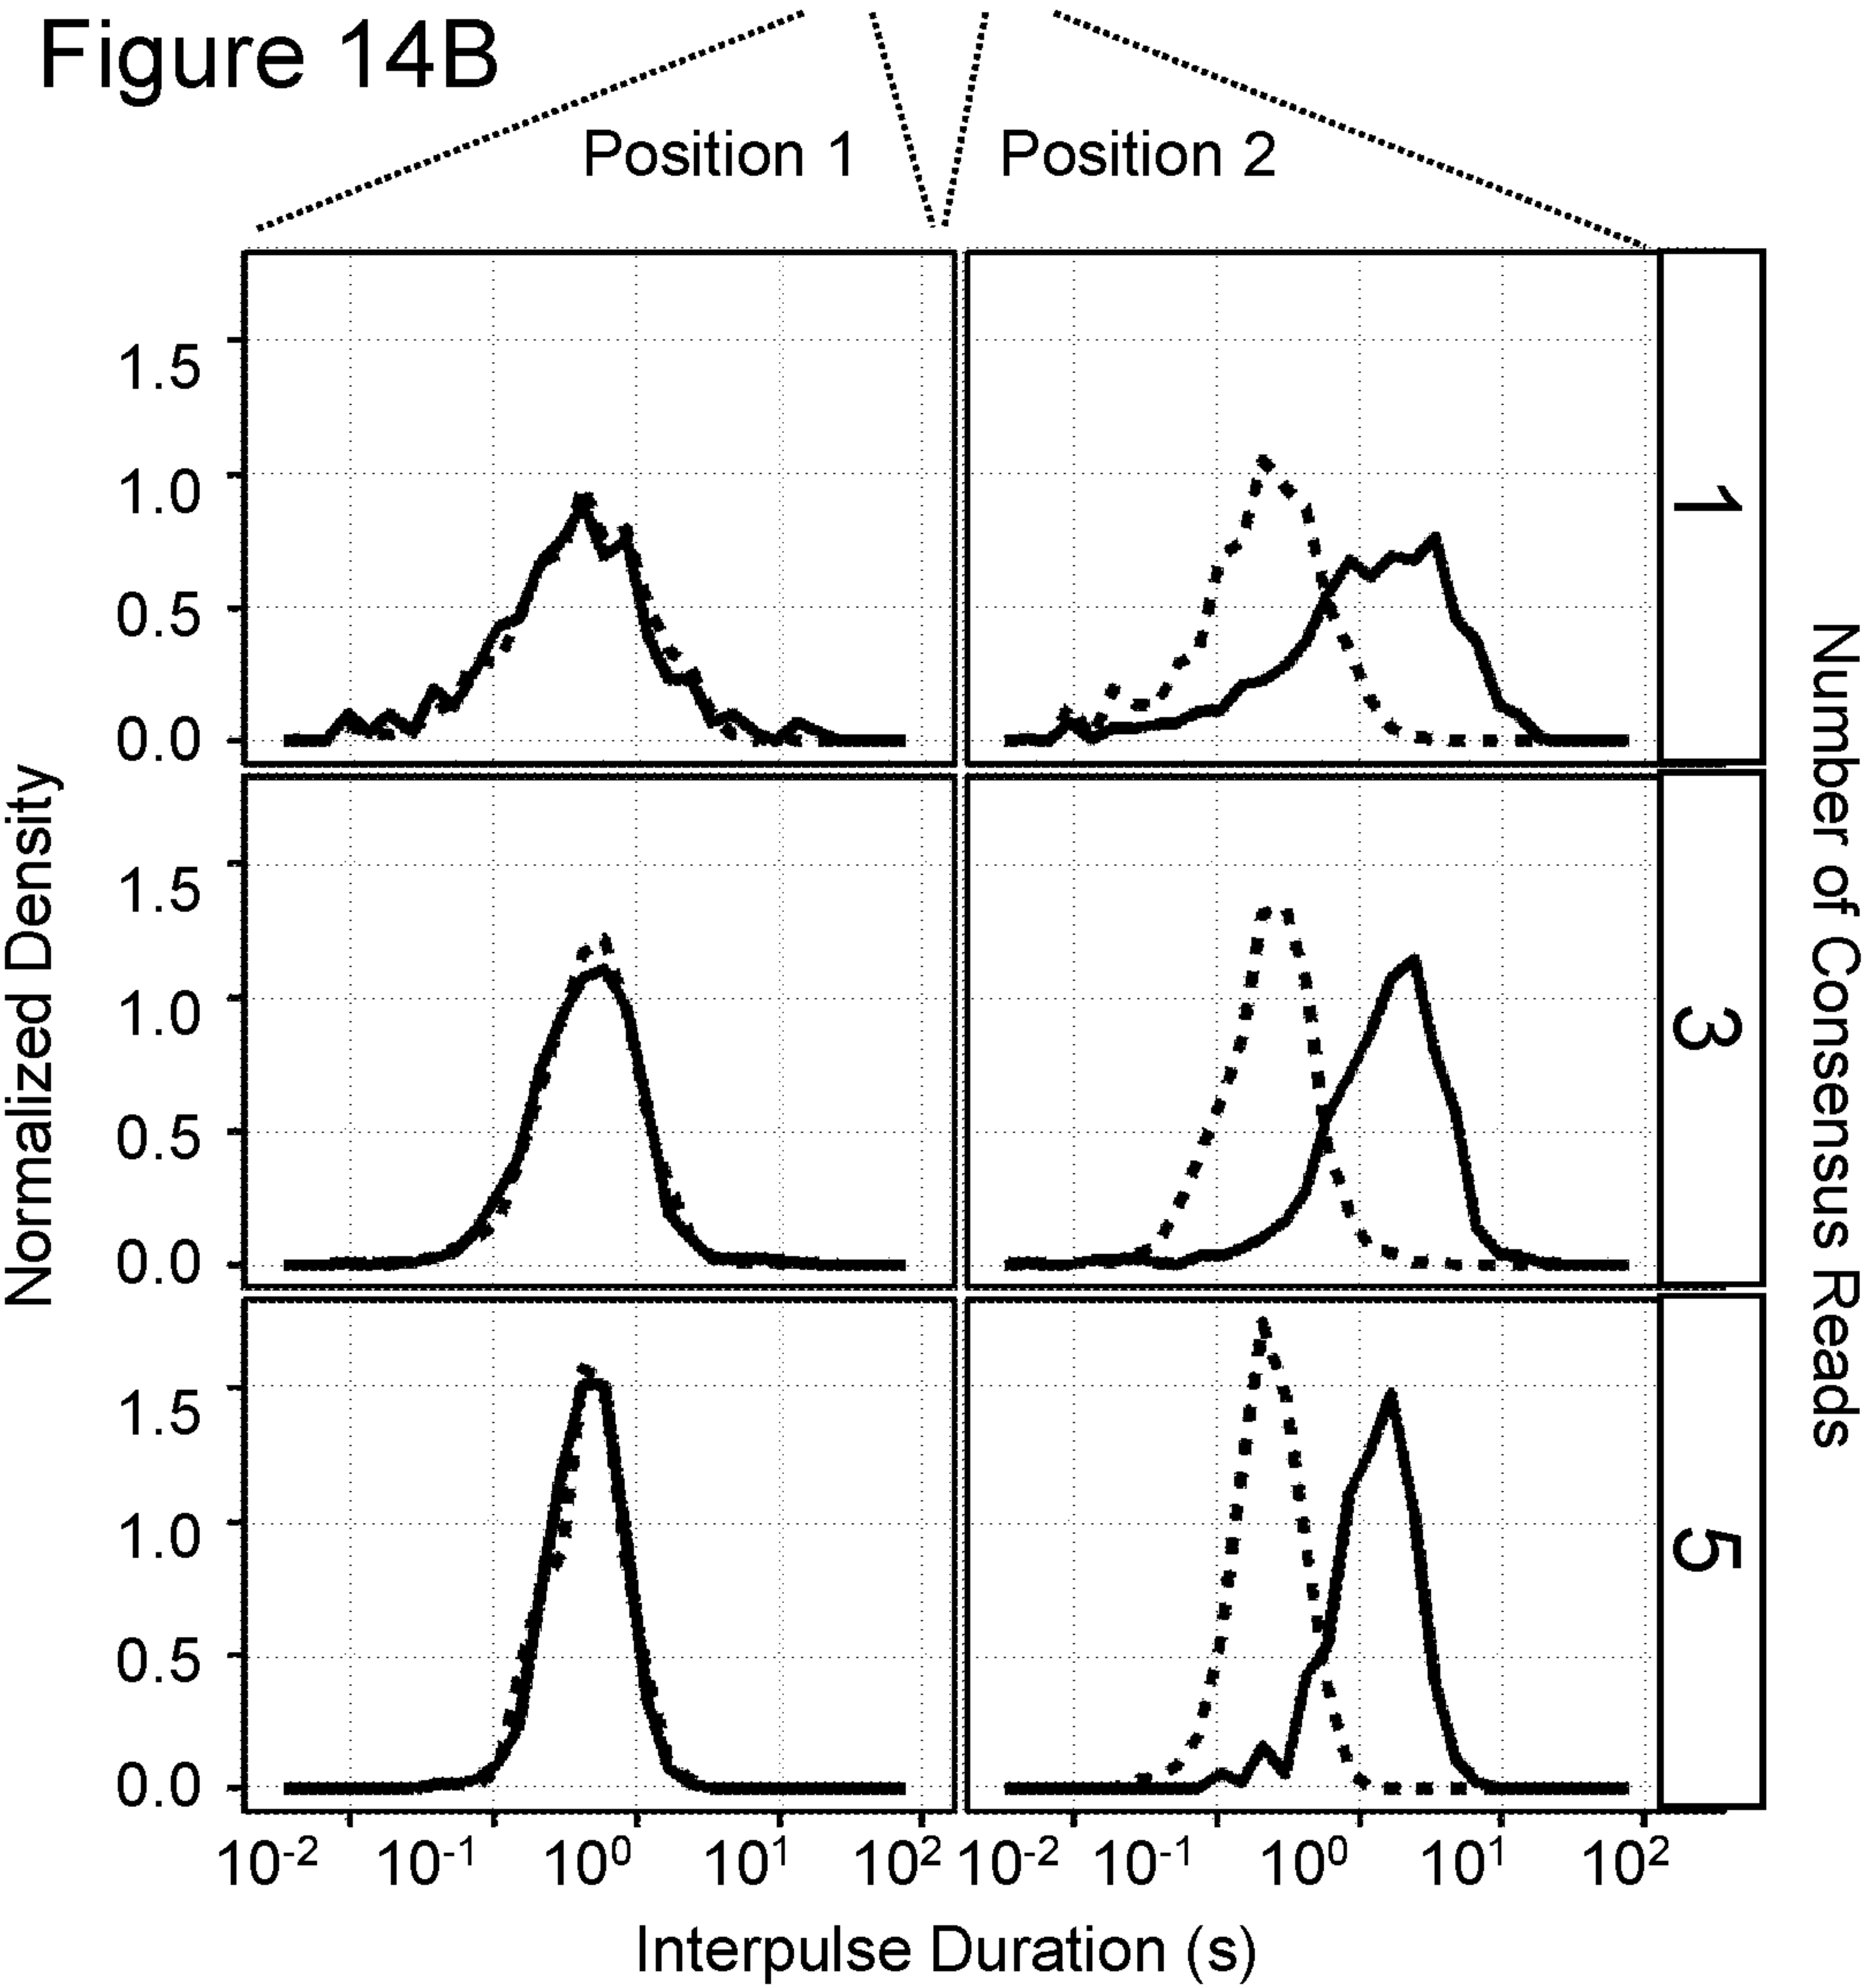 Figure 14B
Position 1 Position 2
1.5
1.0
0.5
0.0
1
1.5
1.0
0.5
0.0
3
1.5
1.0
0.5
0.0
5
Normalized Density
Number of Consensus Reads
10⁻² 10⁻¹ 10⁰ 10¹ 10² 10⁻² 10⁻¹ 10⁰ 10¹ 10²
Interpulse Duration (s)